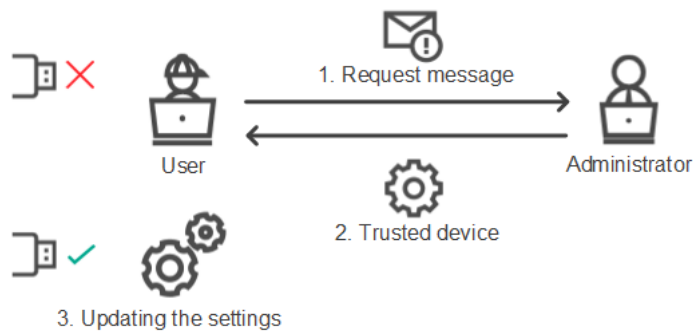 1. Request message
User
Administrator
2. Trusted device
3. Updating the settings